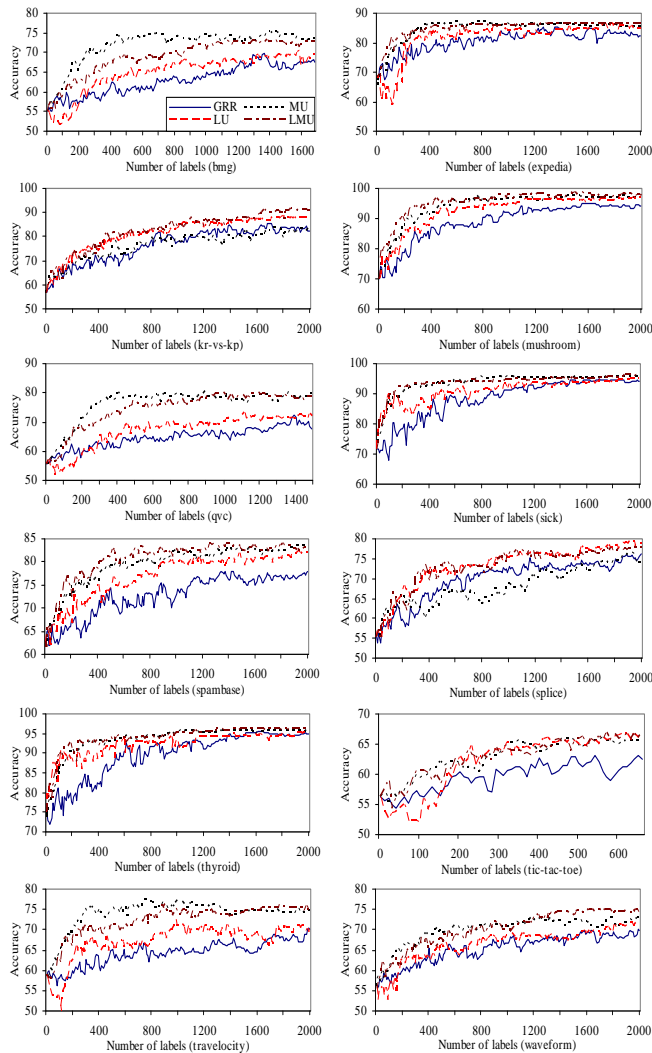 80
75
70
65
60
55
50
Accuracy
GRR MU
LU LMU
0 200 400 600 800 1000 1200 1400 1600
Number of labels (bmg)
90
85
80
75
70
65
60
55
50
Accuracy
0 400 800 1200 1600 2000
Number of labels (expedia)
100
90
80
70
60
50
Accuracy
0 400 800 1200 1600 2000
Number of labels (kr-vs-kp)
100
90
80
70
60
Accuracy
0 400 800 1200 1600 2000
Number of labels (mushroom)
90
80
70
60
50
Accuracy
0 200 400 600 800 1000 1200 1400
Number of labels (qvc)
100
90
80
70
60
Accuracy
0 400 800 1200 1600 2000
Number of labels (sick)
85
80
75
70
65
60
Accuracy
0 400 800 1200 1600 2000
Number of labels (spambase)
85
80
75
70
65
60
55
50
Accuracy
0 400 800 1200 1600 2000
Number of labels (splice)
100
95
90
85
80
75
70
Accuracy
0 400 800 1200 1600 2000
Number of labels (thyroid)
70
65
60
55
50
Accuracy
0 100 200 300 400 500 600
Number of labels (tic-tac-toe)
80
75
70
65
60
55
50
Accuracy
0 400 800 1200 1600 2000
Number of labels (travelocity)
80
75
70
65
60
55
50
Accuracy
0 400 800 1200 1600 2000
Number of labels (waveform)